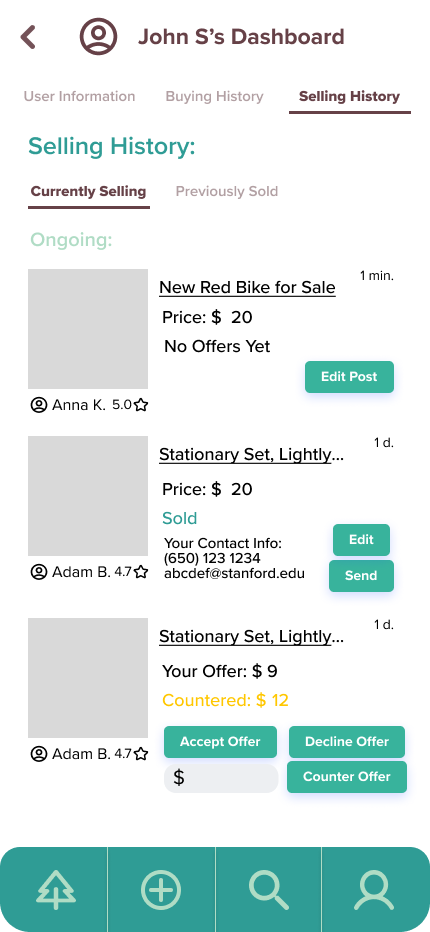 John S’s Dashboard
User Information
Buying History
Selling History
Selling History:
Currently Selling
Previously Sold
Ongoing:
1 min.
New Red Bike for Sale
Price: $ 20
No Offers Yet
Edit Post
Anna K. 5.0
1 d.
Stationary Set, Lightly...
Price: $ 20
Sold
Your Contact Info:
(650) 123 1234
abcdef@stanford.edu
Edit
Send
Adam B. 4.7
1 d.
Stationary Set, Lightly...
Your Offer: $ 9
Countered: $ 12
Accept Offer
Decline Offer
Adam B. 4.7
$
Counter Offer